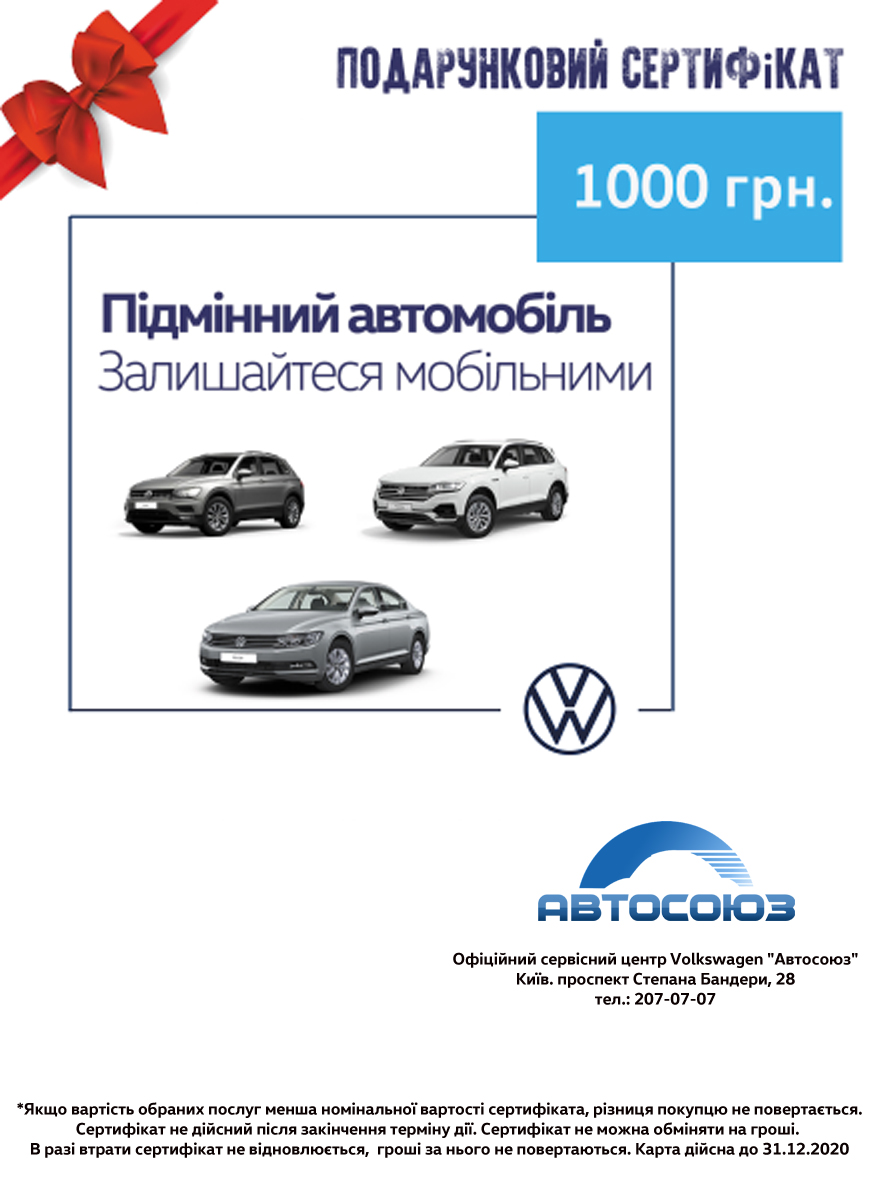 ПОДАРУНКОВИЙ СЕРТИФіКАТ
1000 грн.
Підмінний автомобіль
Залишайтеся мобільними
АВТОСОЮЗ
Офіційний сервісний центр Volkswagen "Автосоюз"
Київ. проспект Степана Бандери, 28
тел.: 207-07-07
*Якщо вартість обраних послуг менша номінальної вартості сертифіката, різниця покупцю не повертається.
Сертифікат не дійсний після закінчення терміну дії. Сертифікат не можна обміняти на гроші.
В разі втрати сертифікат не відновлюється, гроші за нього не повертаються. Карта дійсна до 31.12.2020